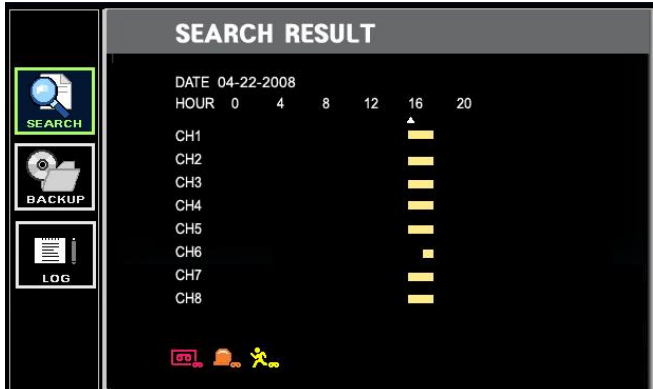 SEARCH RESULT
SEARCH
BACKUP
LOG
DATE 04-22-2008
HOUR 0 4 8 12 16 20
CH1
CH2
CH3
CH4
CH5
CH6
CH7
CH8